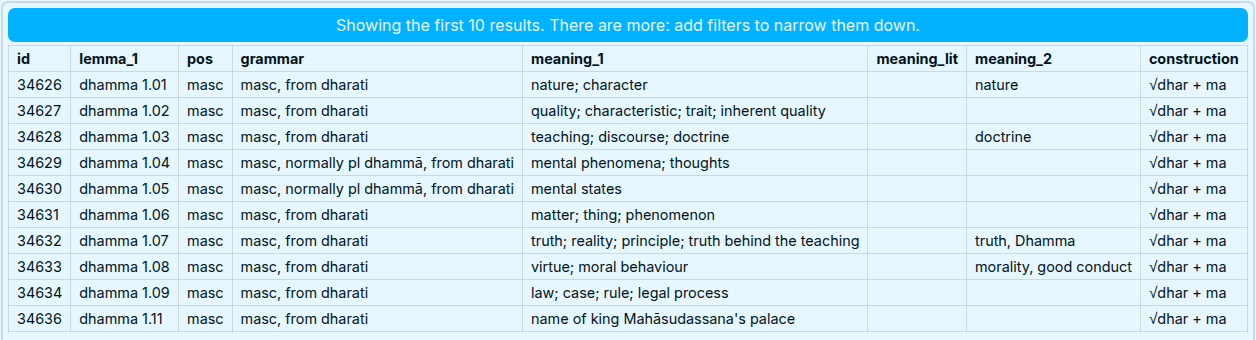 Showing the first 10 results. There are more: add filters to narrow them down.
id lemma_1 pos grammar meaning_1 meaning_lit meaning_2 construction
34626 dhamma 1.01 masc masc, from dharati nature; character nature √dhar + ma
34627 dhamma 1.02 masc masc, from dharati quality; characteristic; trait; inherent quality √dhar + ma
34628 dhamma 1.03 masc masc, from dharati teaching; discourse; doctrine doctrine √dhar + ma
34629 dhamma 1.04 masc masc, normally pl dhammā, from dharati mental phenomena; thoughts √dhar + ma
34630 dhamma 1.05 masc masc, normally pl dhammā, from dharati mental states √dhar + ma
34631 dhamma 1.06 masc masc, from dharati matter; thing; phenomenon √dhar + ma
34632 dhamma 1.07 masc masc, from dharati truth; reality; principle; truth behind the teaching truth, Dhamma √dhar + ma
34633 dhamma 1.08 masc masc, from dharati virtue; moral behaviour morality, good conduct √dhar + ma
34634 dhamma 1.09 masc masc, from dharati law; case; rule; legal process √dhar + ma
34636 dhamma 1.11 masc masc, from dharati name of king Mahāsudassana's palace √dhar + ma